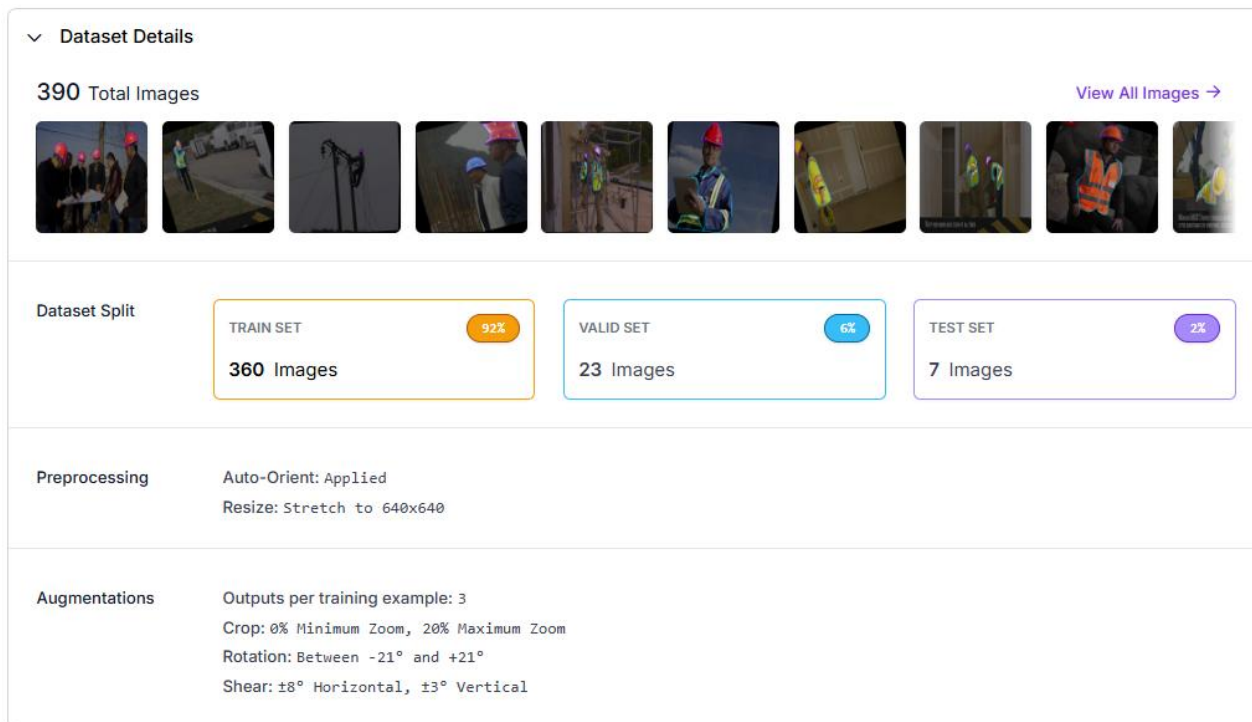 Dataset Details
390 Total Images
View All Images →
Dataset Split
TRAIN SET
92%
360 Images
VALID SET
6%
23 Images
TEST SET
2%
7 Images
Preprocessing
Auto-Orient: Applied
Resize: Stretch to 640x640
Augmentations
Outputs per training example: 3
Crop: 0% Minimum Zoom, 20% Maximum Zoom
Rotation: Between -21° and +21°
Shear: ±8° Horizontal, ±3° Vertical